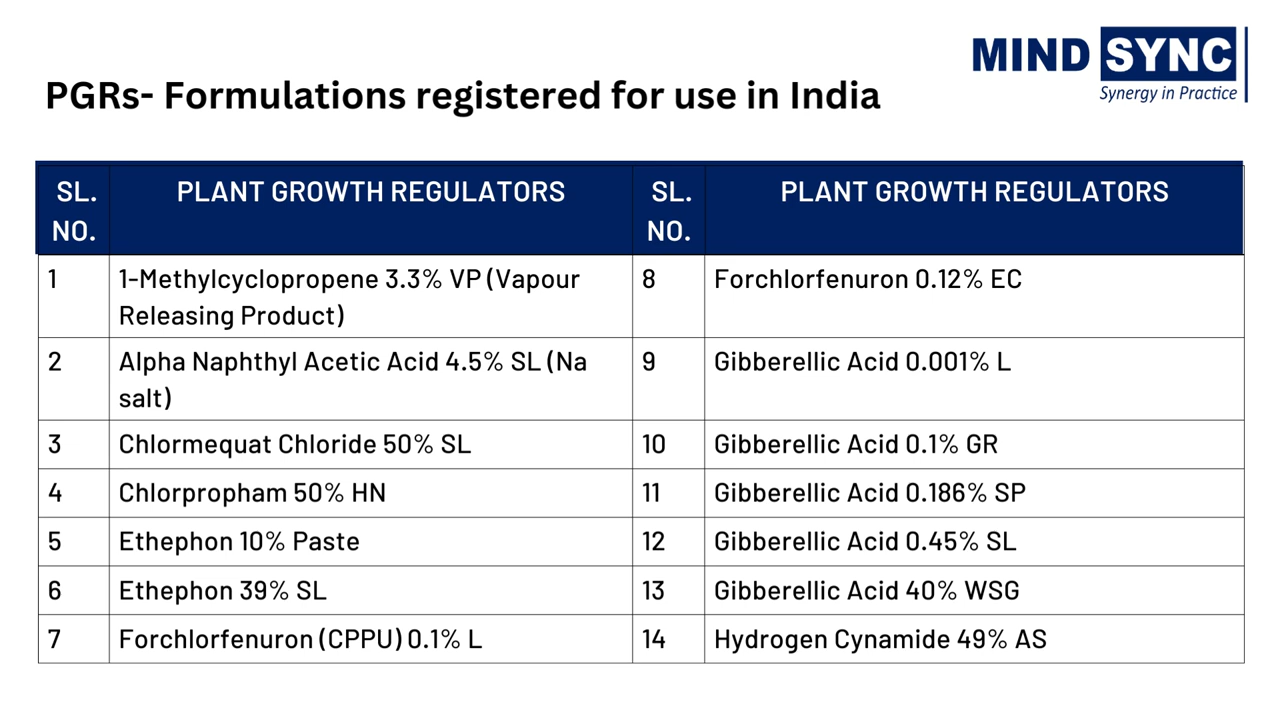 MIND SYNC
Synergy in Practice
PGRs- Formulations registered for use in India
SL. NO. PLANT GROWTH REGULATORS SL. NO. PLANT GROWTH REGULATORS
1 1-Methylcyclopropene 3.3% VP (Vapour Releasing Product) 8 Forchlorfenuron 0.12% EC
2 Alpha Naphthyl Acetic Acid 4.5% SL (Na salt) 9 Gibberellic Acid 0.001% L
3 Chlormequat Chloride 50% SL 10 Gibberellic Acid 0.1% GR
4 Chlorpropham 50% HN 11 Gibberellic Acid 0.186% SP
5 Ethephon 10% Paste 12 Gibberellic Acid 0.45% SL
6 Ethephon 39% SL 13 Gibberellic Acid 40% WSG
7 Forchlorfenuron (CPPU) 0.1% L 14 Hydrogen Cynamide 49% AS